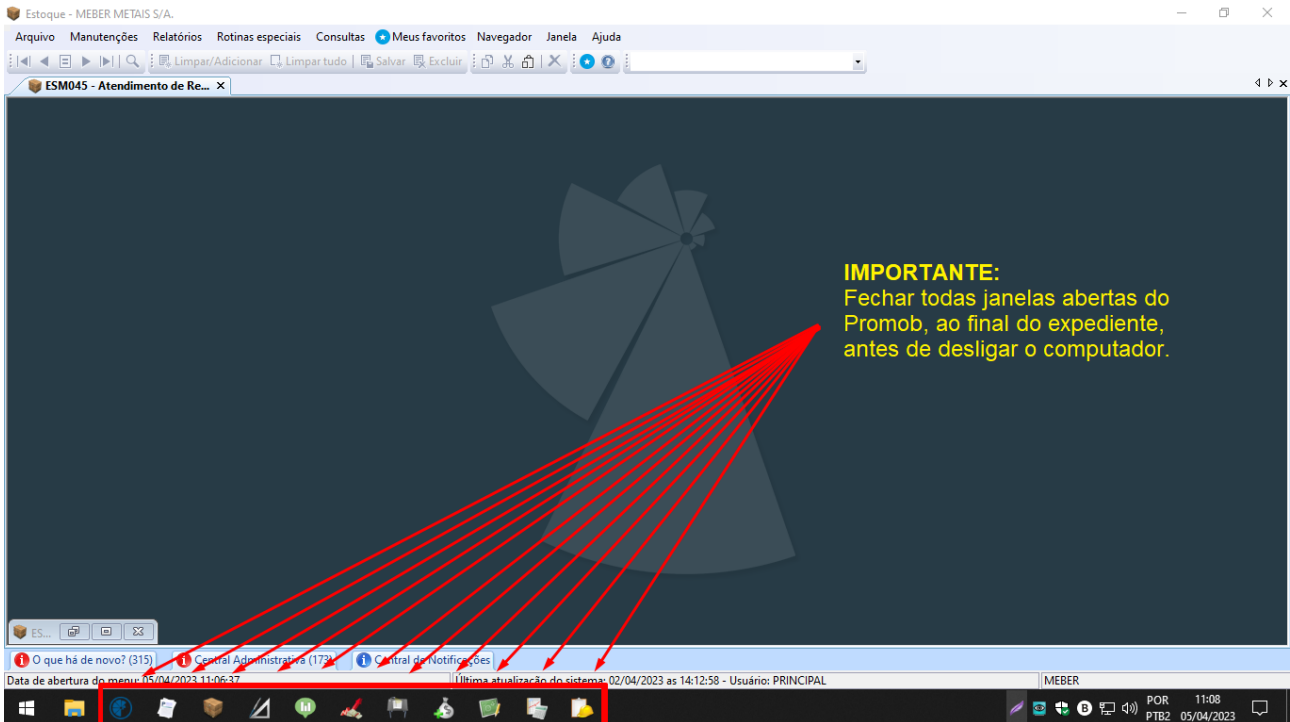 Estoque - MEBER METAIS S/A.
Arquivo Manutenções Relatórios Rotinas especiais Consultas Meus favoritos Navegador Janela Ajuda
Limpar/Adicionar Limpar tudo Salvar Excluir
ESM045 - Atendimento de Re...
IMPORTANTE:
Fechar todas janelas abertas do
Promob, ao final do expediente,
antes de desligar o computador.
ES...
O que há de novo? (315) Central Administrativa (173) Central de Notificações
Data de abertura do menu: 05/04/2023 11:06:37 Última atualização do sistema: 02/04/2023 as 14:12:58 - Usuário: PRINCIPAL MEBER
POR 11:08
PTB2 05/04/2023